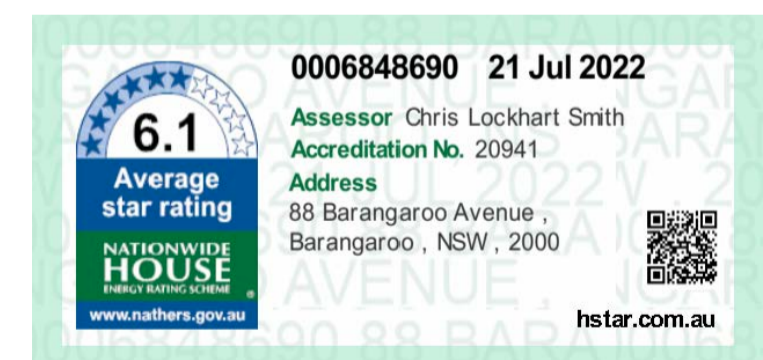 0006848690 21 Jul 2022
6.1
Average
star rating
NATIONWIDE
HOUSE
ENERGY RATING SCHEME ®
www.nathers.gov.au
Assessor Chris Lockhart Smith
Accreditation No. 20941
Address
88 Barangaroo Avenue ,
Barangaroo , NSW , 2000
hstar.com.au